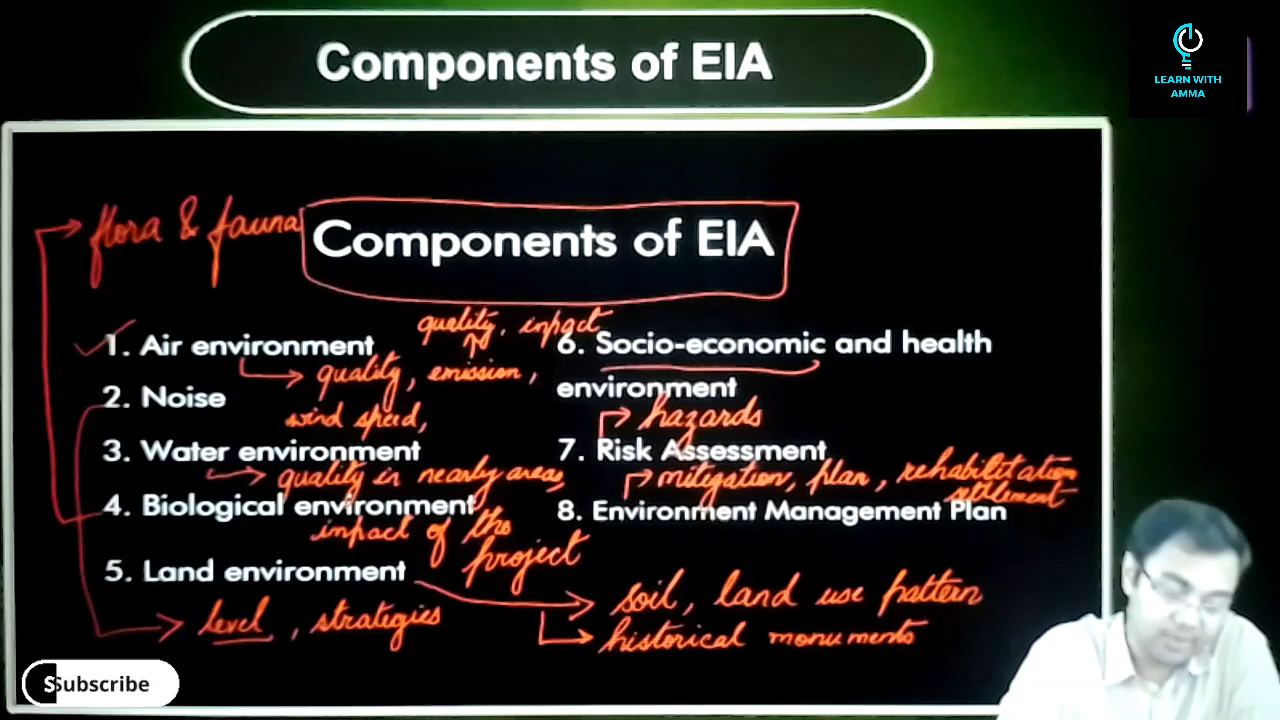 Components of EIA
LEARN WITH
AMMA
flora & fauna
Components of EIA
quality, impact
1. Air environment
quality, emission,
wind speed,
2. Noise
3. Water environment
quality in nearly areas,
impact of the
project
4. Biological environment
5. Land environment
level, strategies
6. Socio-economic and health
environment
hazards
7. Risk Assessment
mitigation, plan, rehabilitation
settlement
8. Environment Management Plan
soil, land use pattern
historical monuments
Subscribe